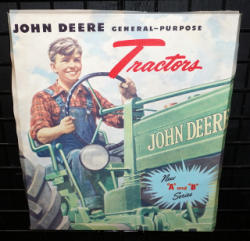 JOHN DEERE GENERAL-PURPOSE
Tractors
JOHN DEERE
New
"A" and "B"
Series